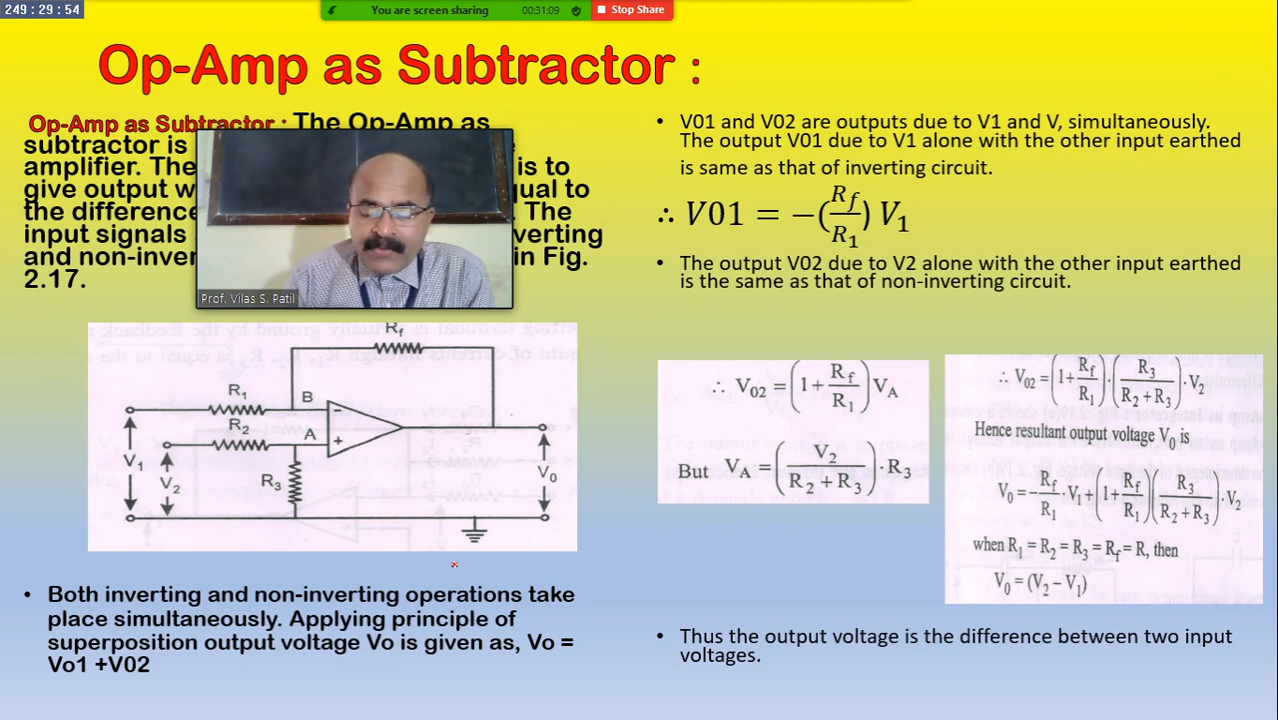 249:29:54
You are screen sharing
00:31:09
Stop Share
Op-Amp as Subtractor :
Op-Amp as Subtractor : The Op-Amp as
subtractor is
amplifier. The is to
give output w qual to
the difference . The
input signals verting
and non-inver in Fig.
2.17.
Prof. Vilas S. Patil
Rf
R1
B
R2
A
R3
V1
V2
V0
−
+
• Both inverting and non-inverting operations take
place simultaneously. Applying principle of
superposition output voltage Vo is given as, Vo =
Vo1 +V02
• V01 and V02 are outputs due to V1 and V, simultaneously.
The output V01 due to V1 alone with the other input earthed
is same as that of inverting circuit.
∴ V01 = −(Rf/R1) V1
• The output V02 due to V2 alone with the other input earthed
is the same as that of non-inverting circuit.
∴ V02 = (1 + Rf/R1) VA
But VA = (V2/(R2 + R3)) · R3
∴ V02 = (1 + Rf/R1) · (R3/(R2 + R3)) · V2
Hence resultant output voltage V0 is
V0 = − Rf/R1 · V1 + (1 + Rf/R1) (R3/(R2 + R3)) · V2
when R1 = R2 = R3 = Rf = R, then
V0 = (V2 − V1)
• Thus the output voltage is the difference between two input
voltages.